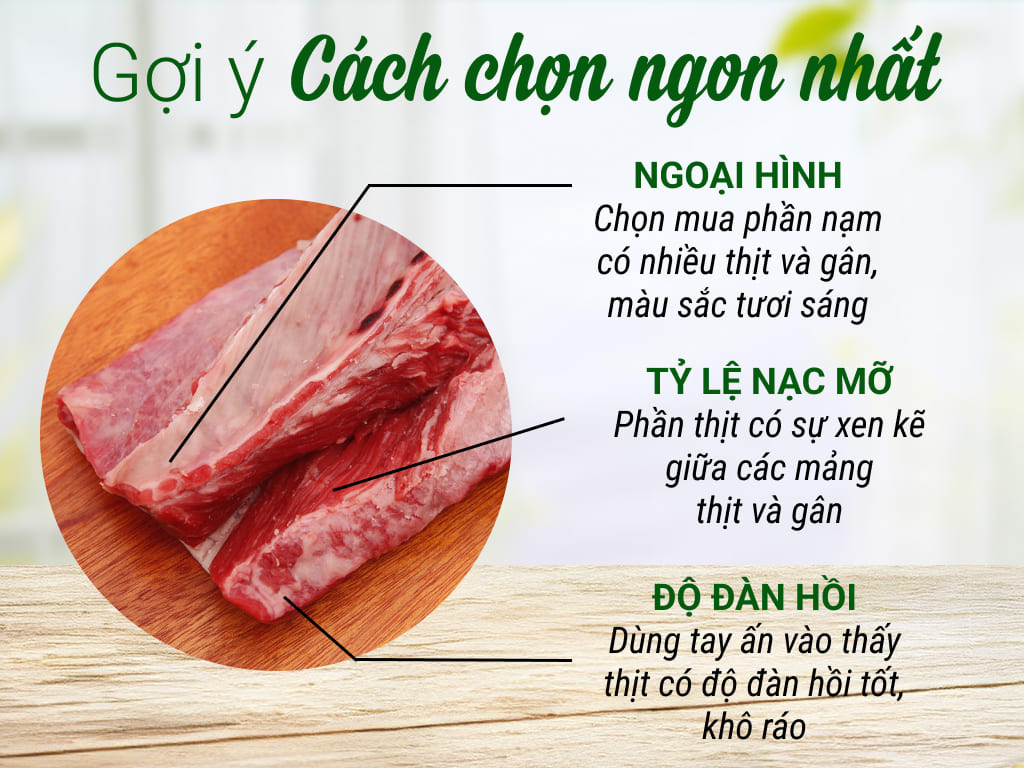 Gợi ý Cách chọn ngon nhất
NGOẠI HÌNH
Chọn mua phần nạm
có nhiều thịt và gân,
màu sắc tươi sáng
TỶ LỆ NẠC MỠ
Phần thịt có sự xen kẽ
giữa các mảng
thịt và gân
ĐỘ ĐÀN HỒI
Dùng tay ấn vào thấy
thịt có độ đàn hồi tốt,
khô ráo